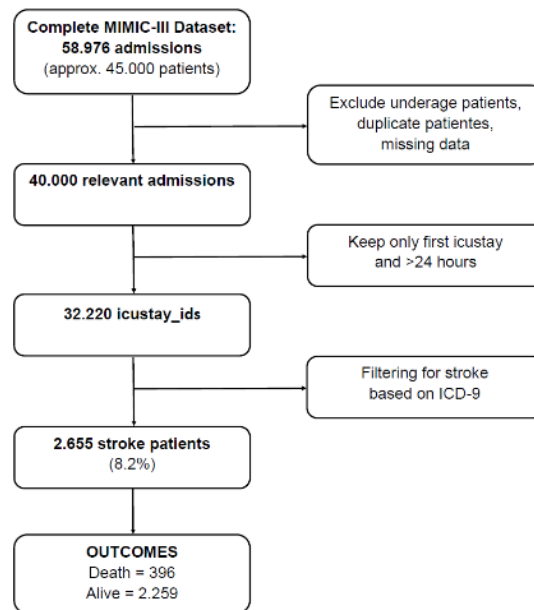 Complete MIMIC-III Dataset:
58.976 admissions
(approx. 45.000 patients)
Exclude underage patients,
duplicate patientes,
missing data
40.000 relevant admissions
Keep only first icustay
and >24 hours
32.220 icustay_ids
Filtering for stroke
based on ICD-9
2.655 stroke patients
(8.2%)
OUTCOMES
Death = 396
Alive = 2.259